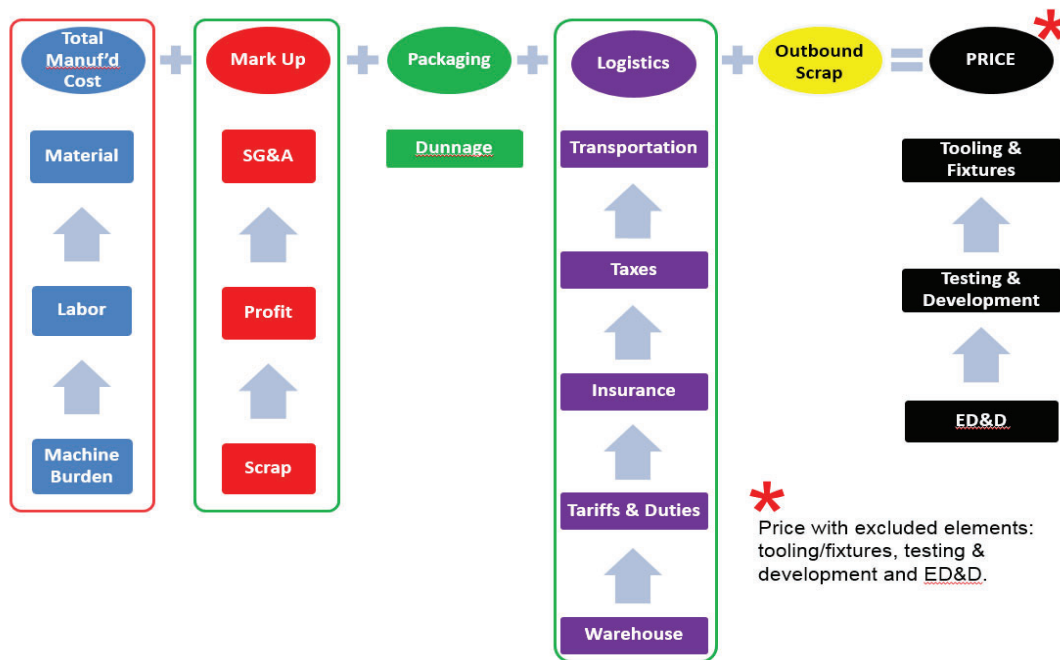 Total
Manuf'd
Cost
+
Mark Up
+
Packaging
+
Logistics
+
Outbound
Scrap
=
PRICE
*
Material
Labor
Machine
Burden
SG&A
Profit
Scrap
Dunnage
Transportation
Taxes
Insurance
Tariffs & Duties
Warehouse
Tooling &
Fixtures
Testing &
Development
ED&D
*
Price with excluded elements:
tooling/fixtures, testing &
development and ED&D.